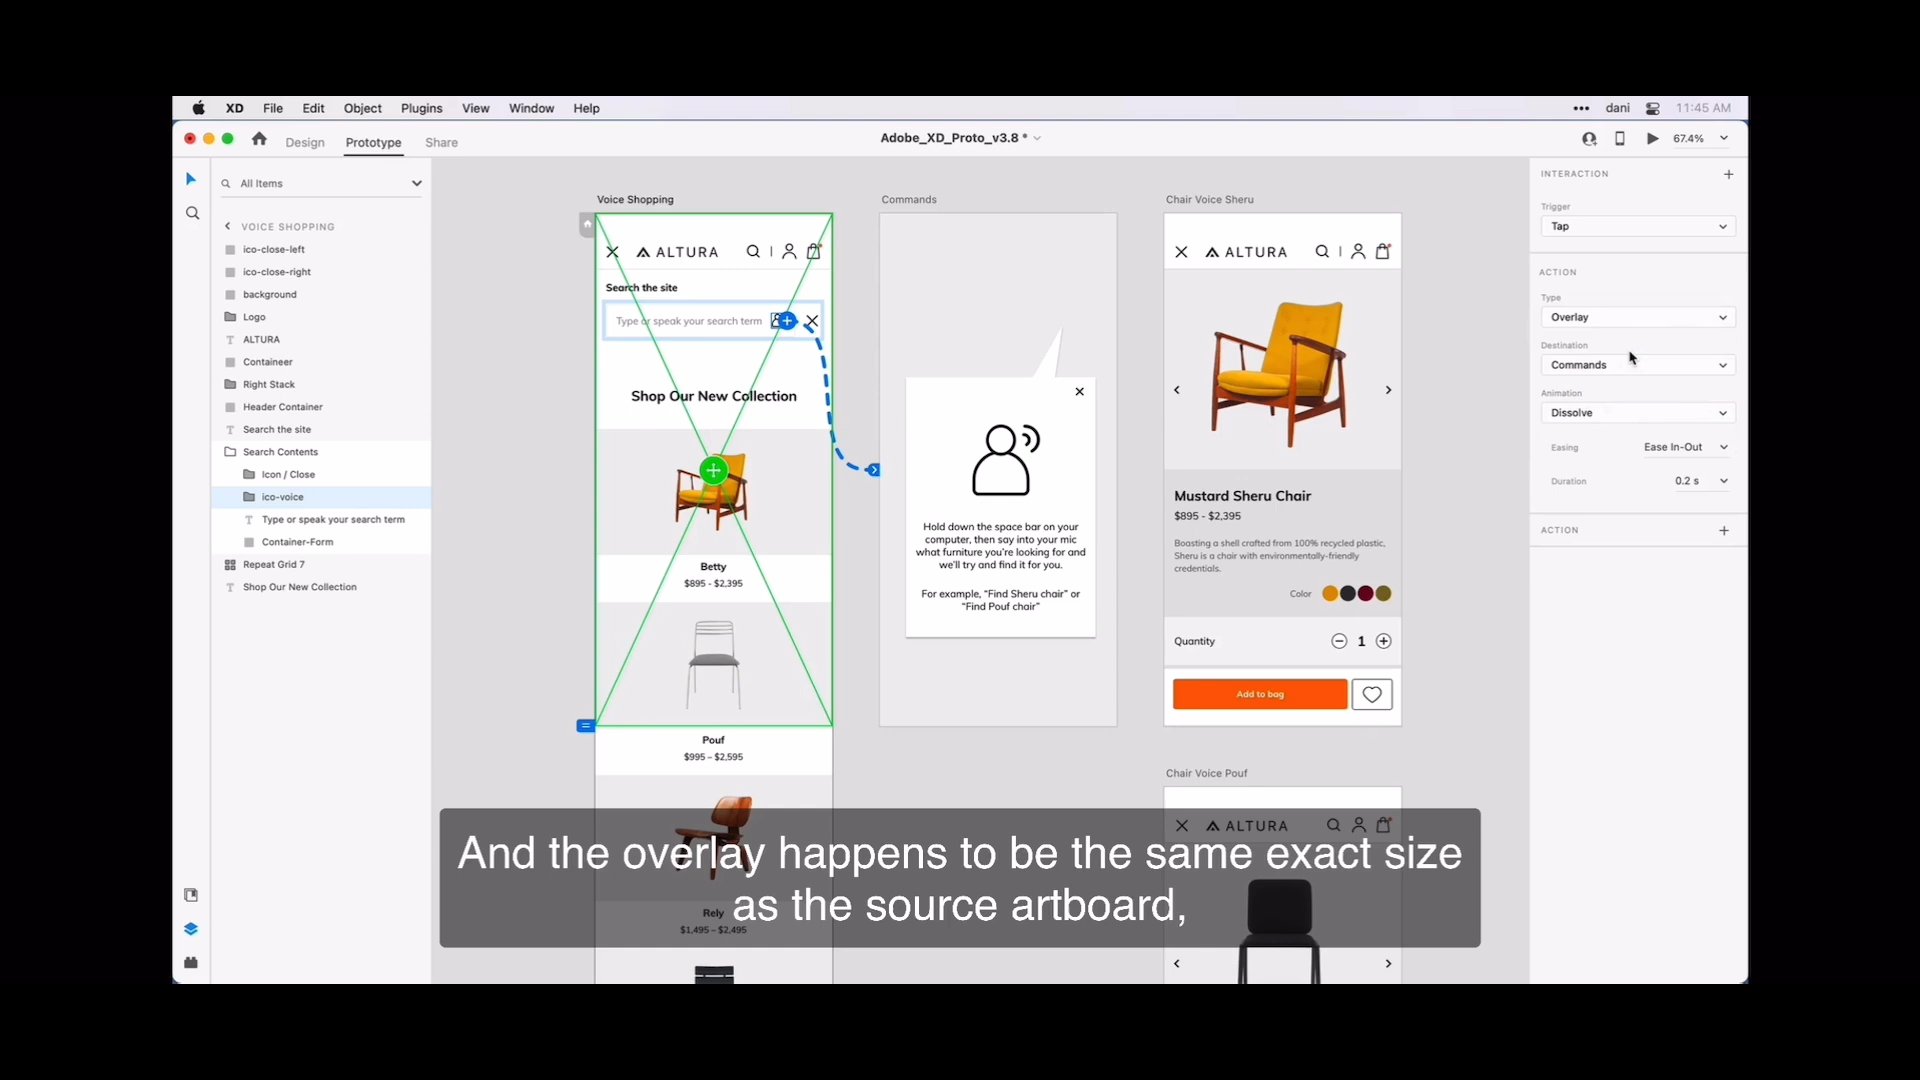 XD File Edit Object Plugins View Window Help
dani 11:45 AM
Design Prototype Share
Adobe_XD_Proto_v3.8 *
67.4%
All Items
VOICE SHOPPING
ico-close-left
ico-close-right
background
Logo
ALTURA
Containeer
Right Stack
Header Container
Search the site
Search Contents
Icon / Close
ico-voice
Type or speak your search term
Container-Form
Repeat Grid 7
Shop Our New Collection
Voice Shopping
ALTURA
Search the site
Type or speak your search term
Shop Our New Collection
Betty
$895 - $2,395
Pouf
$995 – $2,595
Rely
$1,495 – $2,495
Commands
Hold down the space bar on your
computer, then say into your mic
what furniture you're looking for and
we'll try and find it for you.
For example, “Find Sheru chair” or
“Find Pouf chair”
Chair Voice Sheru
ALTURA
Mustard Sheru Chair
$895 - $2,395
Boasting a shell crafted from 100% recycled plastic,
Sheru is a chair with environmentally-friendly
credentials.
Color
Quantity
1
Add to bag
Chair Voice Pouf
ALTURA
INTERACTION
Trigger
Tap
ACTION
Type
Overlay
Destination
Commands
Animation
Dissolve
Easing Ease In-Out
Duration 0.2 s
ACTION
And the overlay happens to be the same exact size
as the source artboard,